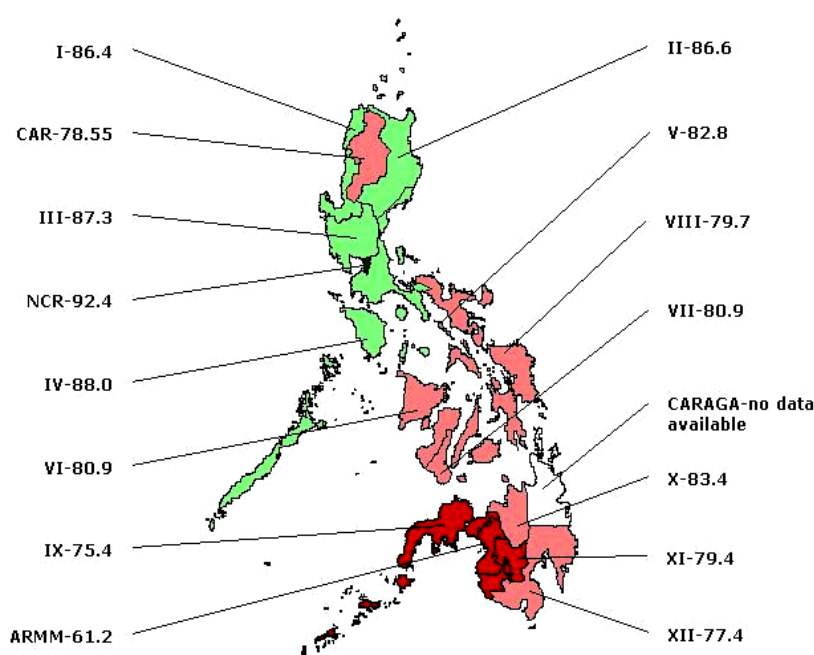 I-86.4
CAR-78.55
III-87.3
NCR-92.4
IV-88.0
VI-80.9
IX-75.4
ARMM-61.2
II-86.6
V-82.8
VIII-79.7
VII-80.9
CARAGA-no data
available
X-83.4
XI-79.4
XII-77.4